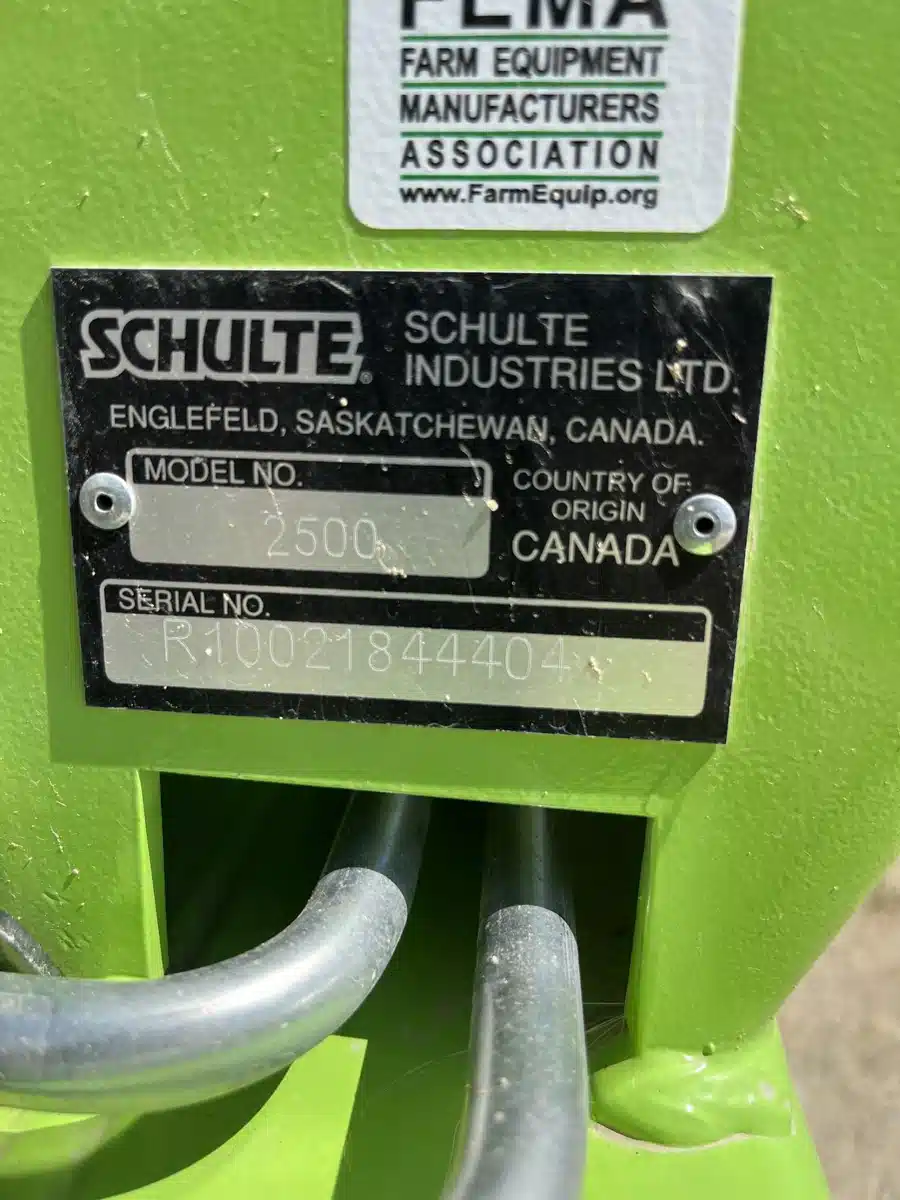 FEMA
FARM EQUIPMENT
MANUFACTURERS
ASSOCIATION
www.FarmEquip.org
SCHULTE®
SCHULTE
INDUSTRIES LTD.
ENGLEFELD, SASKATCHEWAN, CANADA.
MODEL NO.
2500
COUNTRY OF
ORIGIN
CANADA
SERIAL NO.
R10021844404